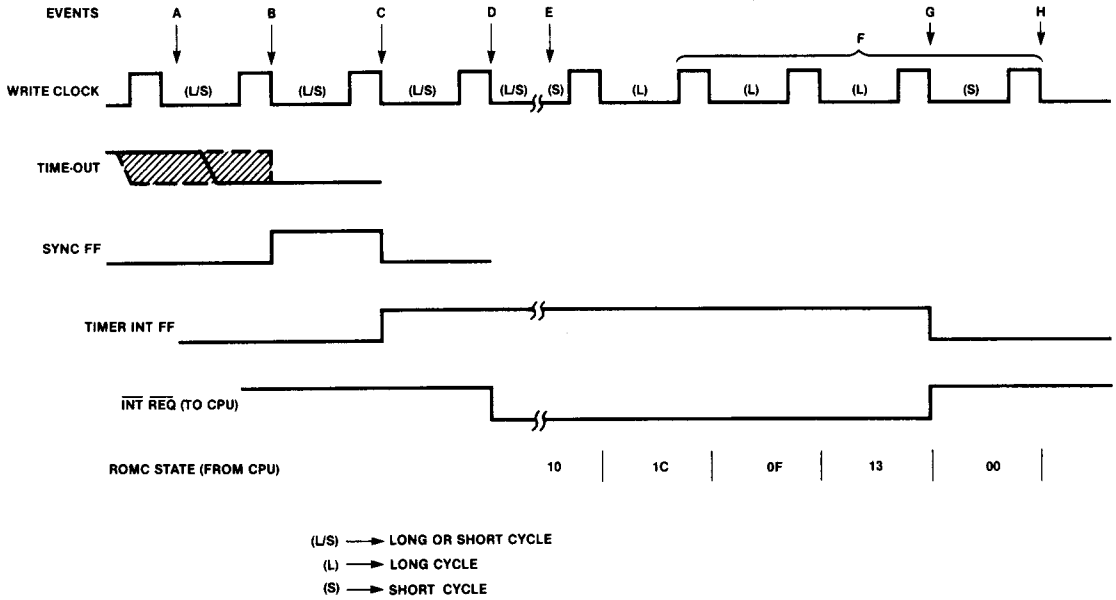 EVENTS A B C D E F G H
WRITE CLOCK (L/S) (L/S) (L/S) (L/S) (S) (L) (L) (L) (S)
TIME-OUT
SYNC FF
TIMER INT FF
INT REQ (TO CPU)
ROMC STATE (FROM CPU) 10 1C 0F 13 00
(L/S) → LONG OR SHORT CYCLE
(L) → LONG CYCLE
(S) → SHORT CYCLE